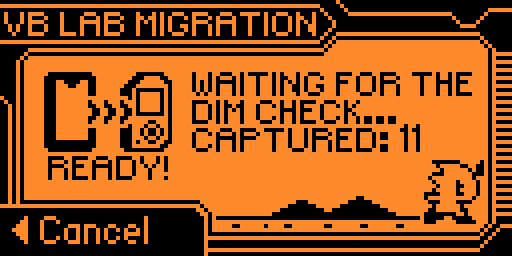 VB LAB MIGRATION
WAITING FOR THE
DIM CHECK...
CAPTURED: 11
READY!
Cancel